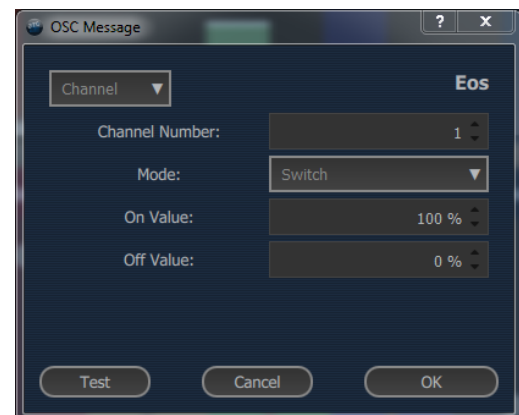 OSC Message
? X
Channel ▼
Eos
Channel Number: 1
Mode: Switch ▼
On Value: 100 %
Off Value: 0 %
Test Cancel OK